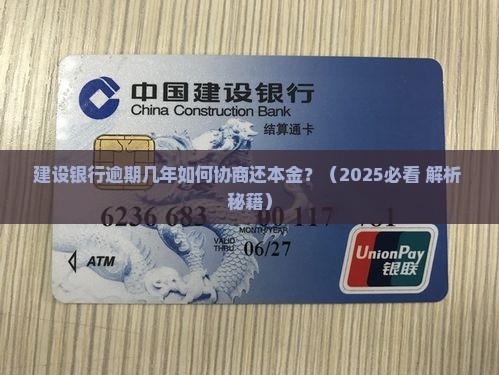 中国建设银行
China Construction Bank
结算通卡
建设银行逾期几年如何协商还本金？（2025必看 解析
秘籍）
6236 683
MONTH/YEAR
VALID
THRU
06/27
ATM
UnionPay
银联